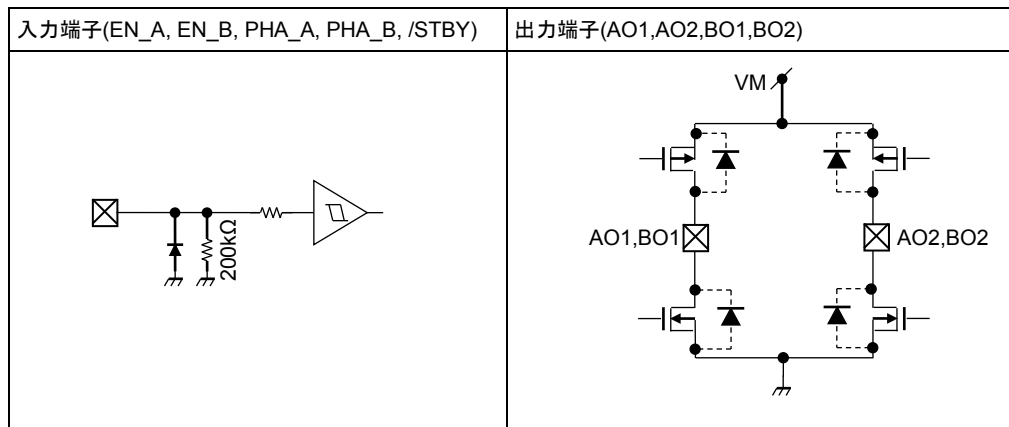 入力端子(EN_A, EN_B, PHA_A, PHA_B, /STBY)
出力端子(AO1,AO2,BO1,BO2)
200kΩ
VM
AO1,BO1
AO2,BO2